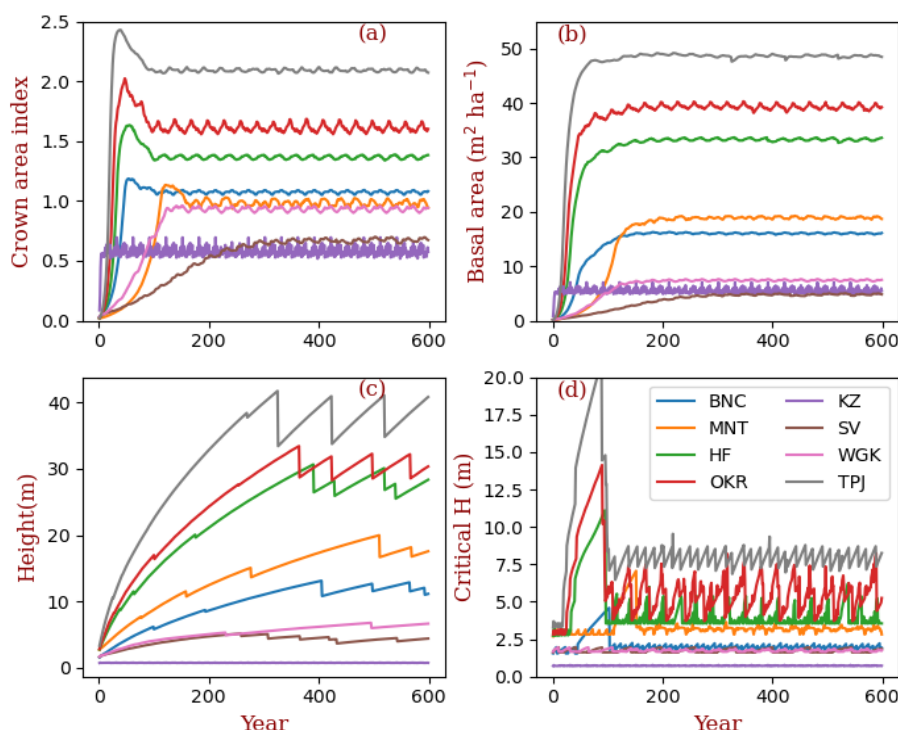 (a)
(b)
2.5
2.0
1.5
1.0
0.5
0.0
Crown area index
0
200
400
600
50
40
30
20
10
0
Basal area (m² ha⁻¹)
0
200
400
600
(c)
(d)
40
30
20
10
0
Height(m)
0
200
400
600
Year
20.0
17.5
15.0
12.5
10.0
7.5
5.0
2.5
0.0
Critical H (m)
BNC
MNT
HF
OKR
KZ
SV
WGK
TPJ
0
200
400
600
Year